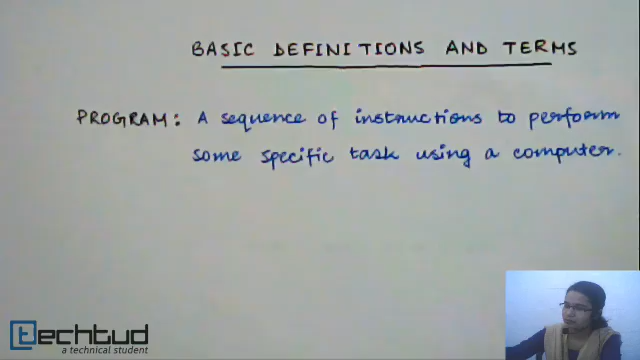 BASIC DEFINITIONS AND TERMS
PROGRAM: A sequence of instructions to perform
some specific task using a computer.
techtud
a technical student